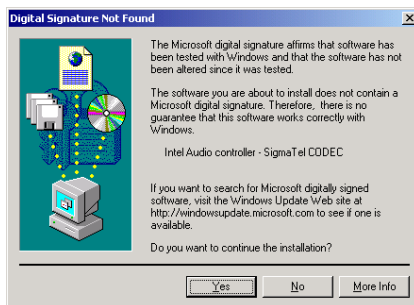 Digital Signature Not Found
The Microsoft digital signature affirms that software has
been tested with Windows and that the software has not
been altered since it was tested.
The software you are about to install does not contain a
Microsoft digital signature. Therefore, there is no
guarantee that this software works correctly with
Windows.
Intel Audio controller - SigmaTel CODEC
If you want to search for Microsoft digitally signed
software, visit the Windows Update Web site at
http://windowsupdate.microsoft.com to see if one is
available.
Do you want to continue the installation?
Yes No More Info